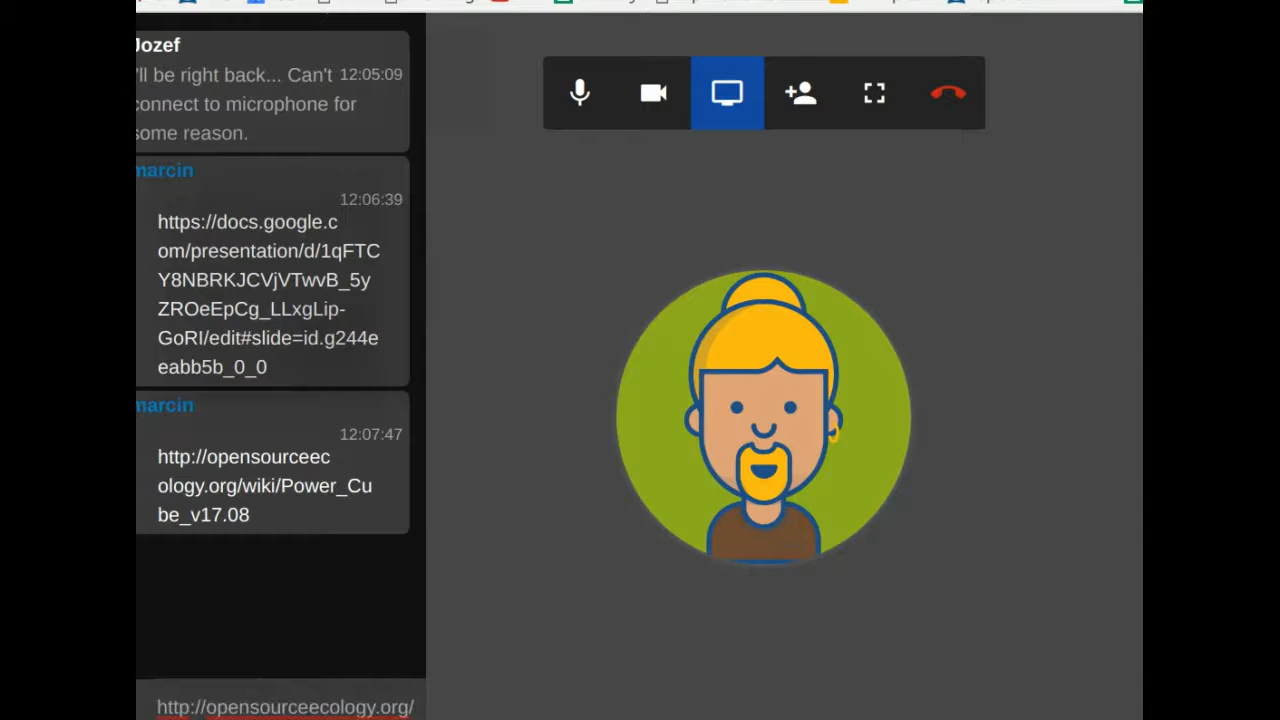 Jozef
'll be right back... Can't 12:05:09
connect to microphone for
some reason.
marcin
12:06:39
https://docs.google.c
om/presentation/d/1qFTC
Y8NBRKJCVjVTwvB_5y
ZROeEpCg_LLxgLip-
GoRI/edit#slide=id.g244e
eabb5b_0_0
marcin
12:07:47
http://opensourceec
ology.org/wiki/Power_Cu
be_v17.08
http://opensourceecology.org/